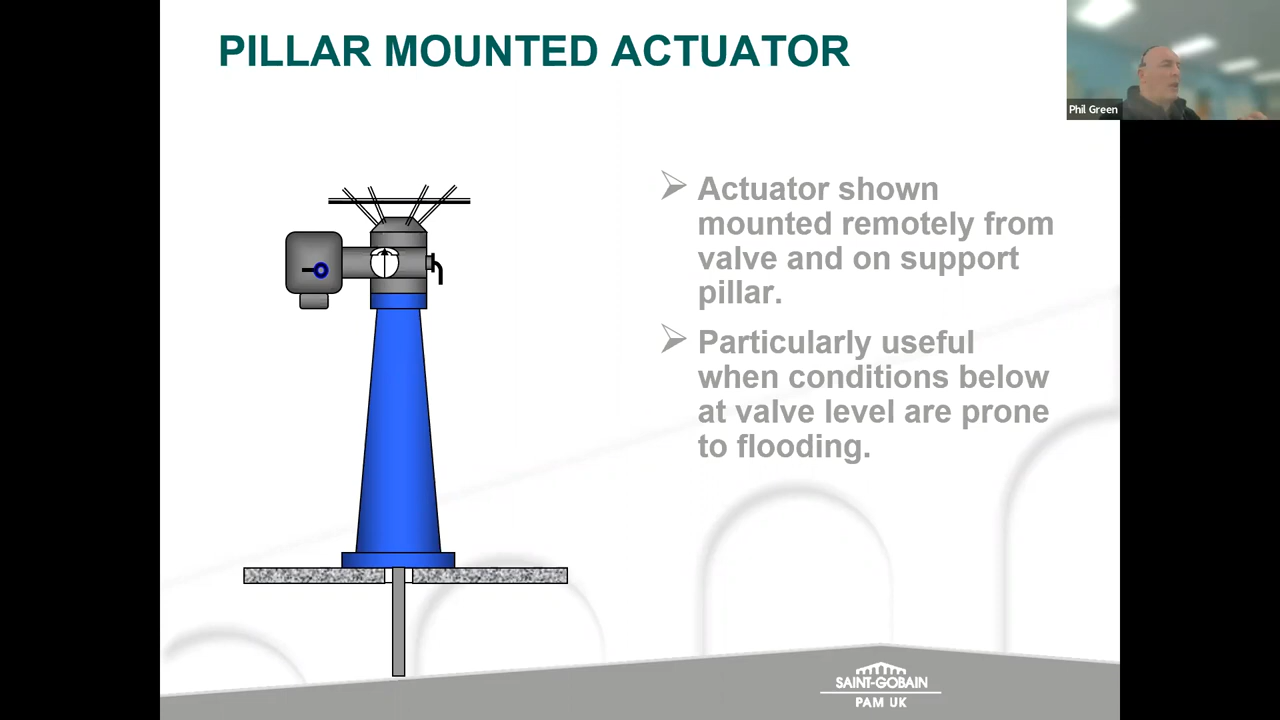 PILLAR MOUNTED ACTUATOR
Phil Green
Actuator shown
mounted remotely from
valve and on support
pillar.
Particularly useful
when conditions below
at valve level are prone
to flooding.
SAINT-GOBAIN
PAM UK